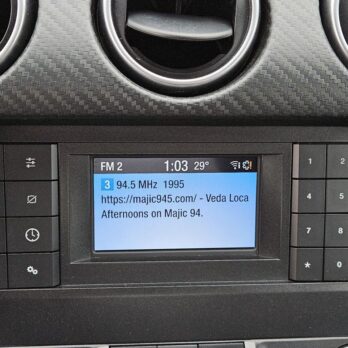 FM 2 1:03 29°
3 94.5 MHz 1995
https://majic945.com/ - Veda Loca
Afternoons on Majic 94.
1 2
4 5
7 8
* 0